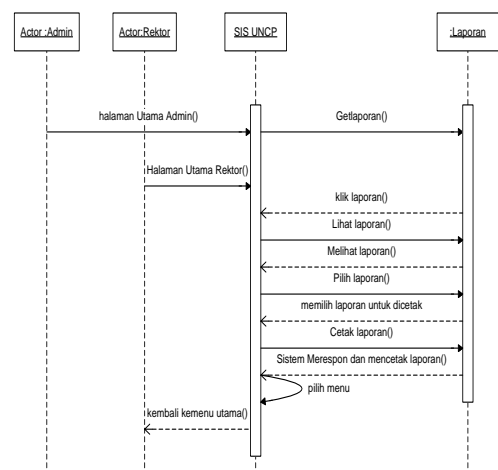 Actor :Admin
Actor:Rektor
SIS UNCP
:Laporan
halaman Utama Admin()
Getlaporan()
Halaman Utama Rektor()
klik laporan()
Lihat laporan()
Melihat laporan()
Pilih laporan()
memilih laporan untuk dicetak
Cetak laporan()
Sistem Merespon dan mencetak laporan()
pilih menu
kembali kemenu utama()